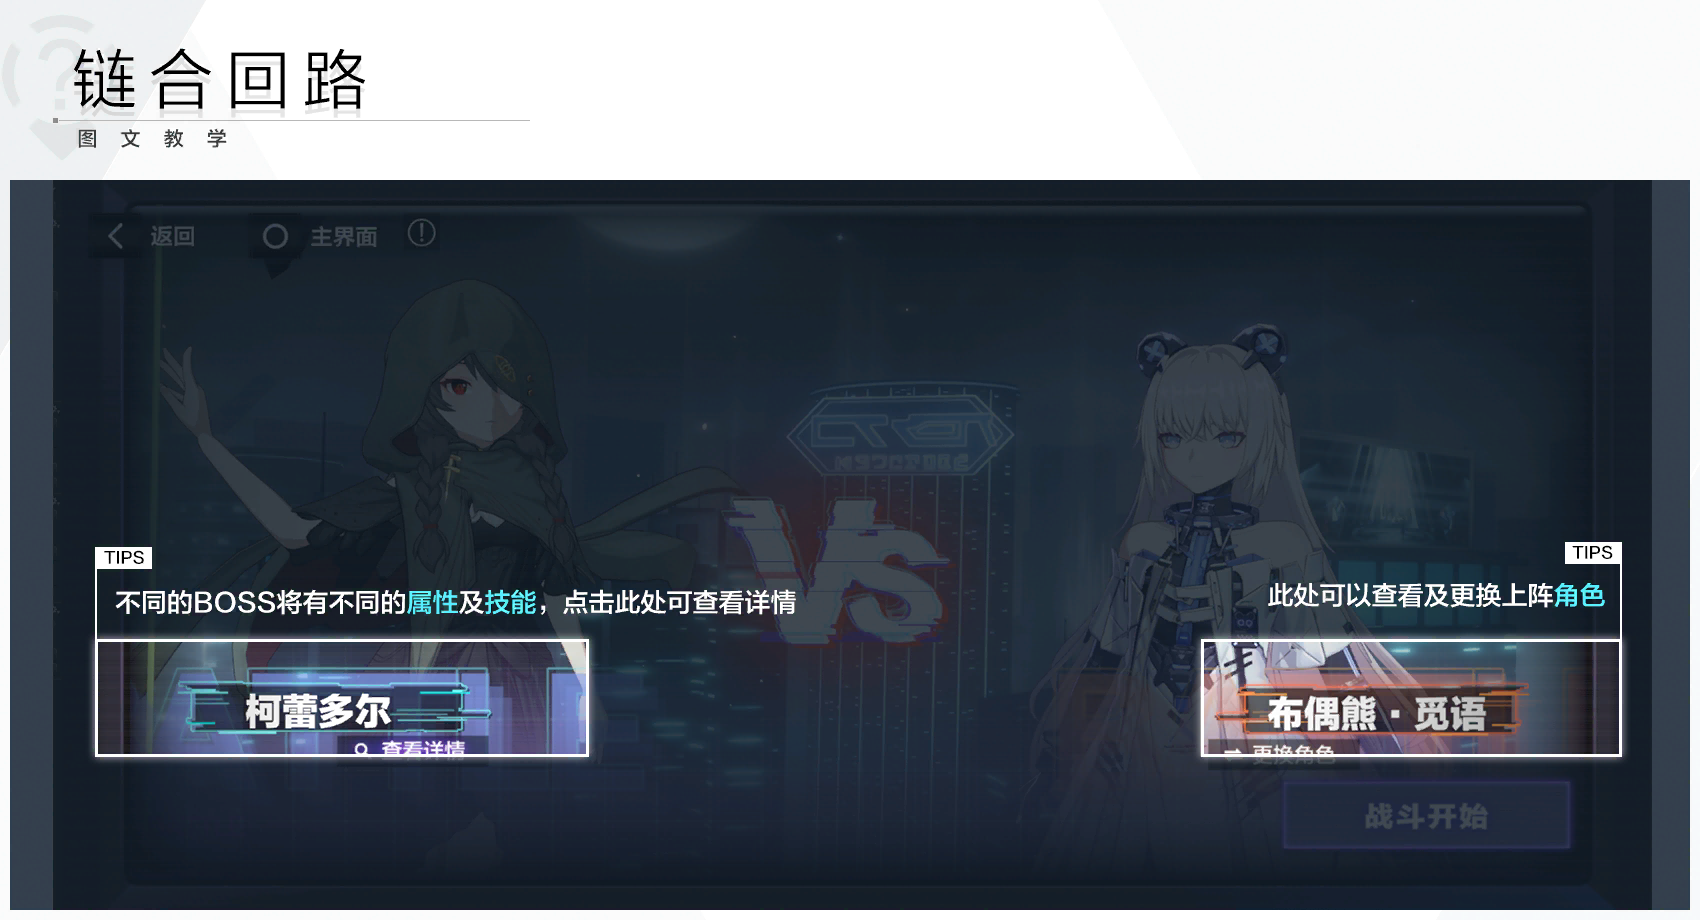 链合回路
图文教学
返回
主界面
VS
TIPS
不同的BOSS将有不同的属性及技能，点击此处可查看详情
TIPS
此处可以查看及更换上阵角色
柯蕾多尔
查看详情
布偶熊·觅语
更换角色
战斗开始